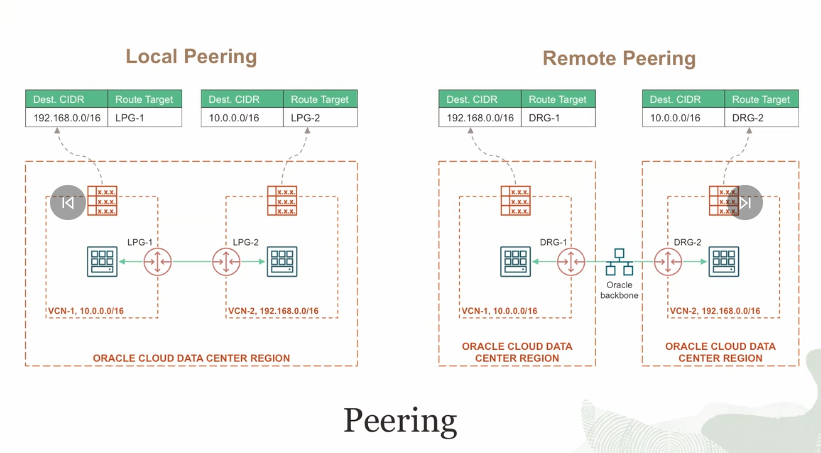 Local Peering
Dest. CIDR Route Target
192.168.0.0/16 LPG-1
Dest. CIDR Route Target
10.0.0.0/16 LPG-2
x.x.x.
x.x.x.
x.x.x.
x.x.x.
x.x.x.
x.x.x.
LPG-1
LPG-2
VCN-1, 10.0.0.0/16
VCN-2, 192.168.0.0/16
ORACLE CLOUD DATA CENTER REGION
Remote Peering
Dest. CIDR Route Target
192.168.0.0/16 DRG-1
Dest. CIDR Route Target
10.0.0.0/16 DRG-2
x.x.x.
x.x.x.
x.x.x.
x.x.x.
x.x.x.
x.x.x.
DRG-1
DRG-2
Oracle
backbone
VCN-1, 10.0.0.0/16
VCN-2, 192.168.0.0/16
ORACLE CLOUD DATA
CENTER REGION
ORACLE CLOUD DATA
CENTER REGION
Peering